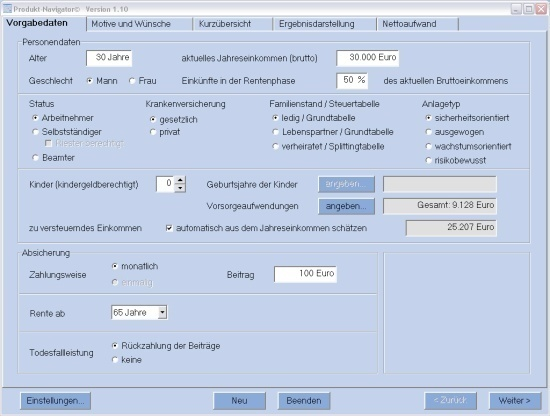 Produkt-Navigator© Version 1.10
Vorgabedaten Motive und Wünsche Kurzübersicht Ergebnisdarstellung Nettoaufwand
Personendaten
Alter 30 Jahre aktuelles Jahreseinkommen (brutto) 30.000 Euro
Geschlecht Mann Frau Einkünfte in der Rentenphase 50 % des aktuellen Bruttoeinkommens
Status Krankenversicherung Familienstand / Steuertabelle Anlagetyp
Arbeitnehmer gesetzlich ledig / Grundtabelle sicherheitsorientiert
Selbstständiger privat Lebenspartner / Grundtabelle ausgewogen
Riester-berechtigt verheiratet / Splittingtabelle wachstumsorientiert
Beamter risikobewusst
Kinder (kindergeldberechtigt) 0 Geburtsjahre der Kinder angeben...
Vorsorgeaufwendungen angeben... Gesamt: 9.128 Euro
zu versteuerndes Einkommen automatisch aus dem Jahreseinkommen schätzen 25.207 Euro
Absicherung
Zahlungsweise monatlich Beitrag 100 Euro
einmalig
Rente ab 65 Jahre
Todesfalleistung Rückzahlung der Beiträge
keine
Einstellungen... Neu Beenden < Zurück Weiter >